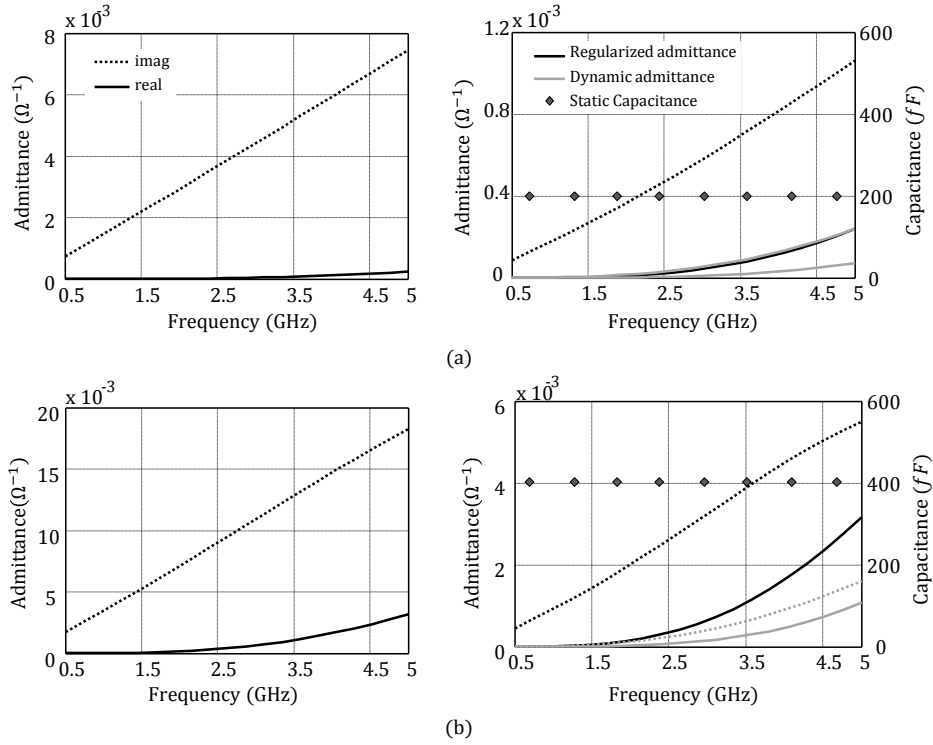 x 10⁻³
8
6
4
2
0
imag
real
Admittance (Ω⁻¹)
0.5
1.5
2.5
3.5
4.5
5
Frequency (GHz)
x 10⁻³
1.2
0.8
0.4
0
Regularized admittance
Dynamic admittance
Static Capacitance
Admittance (Ω⁻¹)
600
400
200
0
Capacitance (fF)
0.5
1.5
2.5
3.5
4.5
5
Frequency (GHz)
(a)
x 10⁻³
20
15
10
5
0
Admittance(Ω⁻¹)
0.5
1.5
2.5
3.5
4.5
5
Frequency (GHz)
x 10⁻³
6
4
2
0
Admittance(Ω⁻¹)
600
400
200
0
Capacitance (fF)
0.5
1.5
2.5
3.5
4.5
5
Frequency (GHz)
(b)